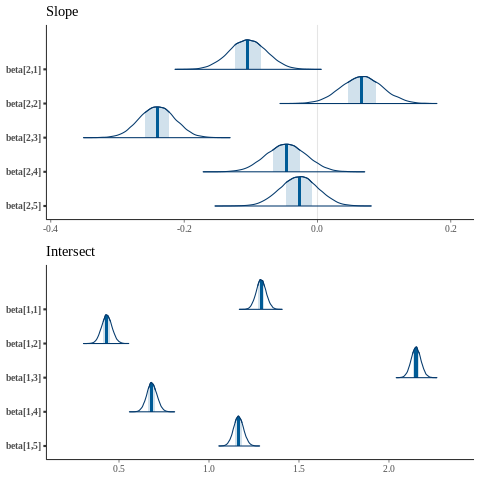 Slope
beta[2,1]
beta[2,2]
beta[2,3]
beta[2,4]
beta[2,5]
-0.4 -0.2 0.0 0.2
Intersect
beta[1,1]
beta[1,2]
beta[1,3]
beta[1,4]
beta[1,5]
0.5 1.0 1.5 2.0